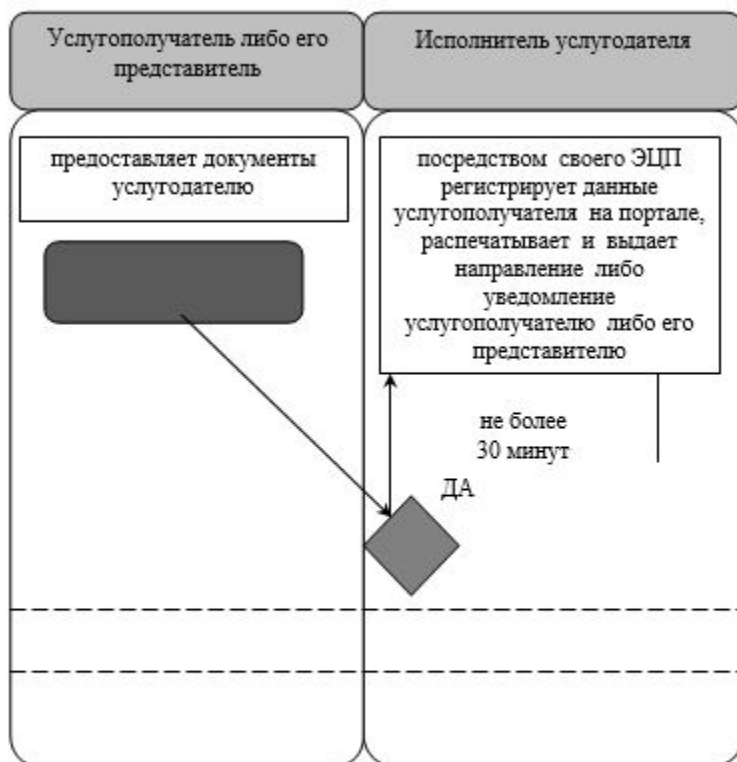 Услугополучатель либо его
представитель
Исполнитель услугодателя
предоставляет документы
услугодателю
посредством своего ЭЦП
регистрирует данные
услугополучателя на портале,
распечатывает и выдает
направление либо
уведомление
услугополучателю либо его
представителю
не более
30 минут
ДА